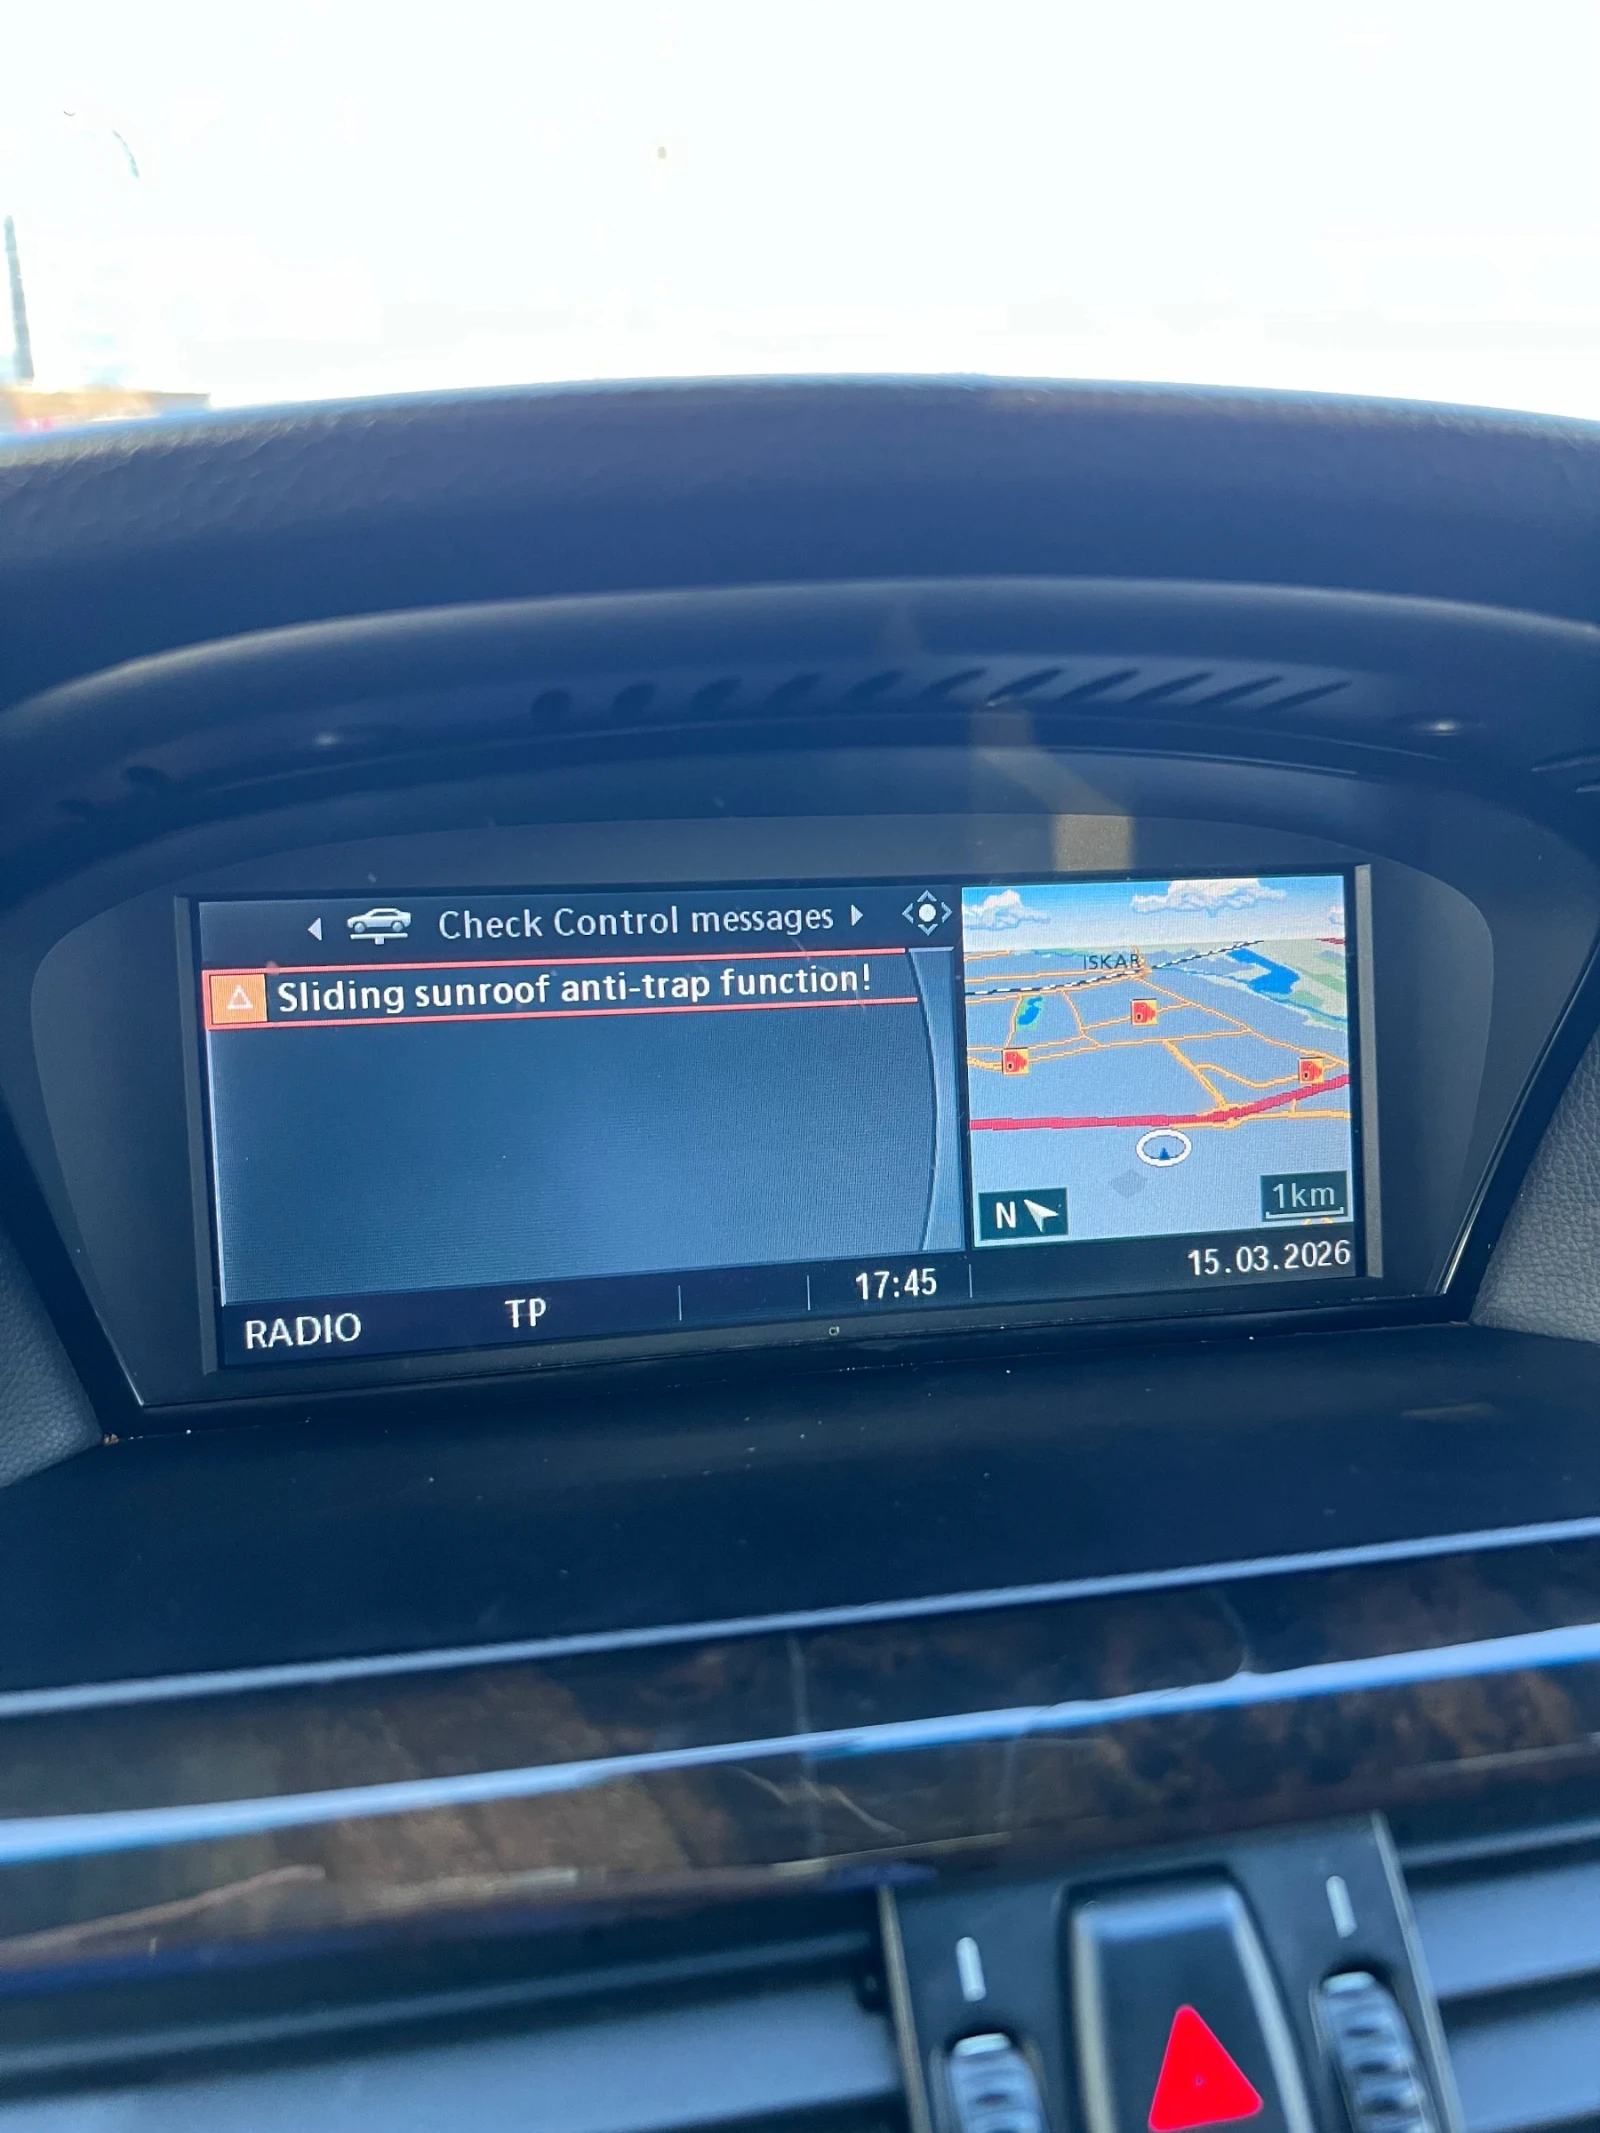 Check Control messages
Sliding sunroof anti-trap function!
ISKAR
N
1km
15.03.2026
RADIO
TP
17:45